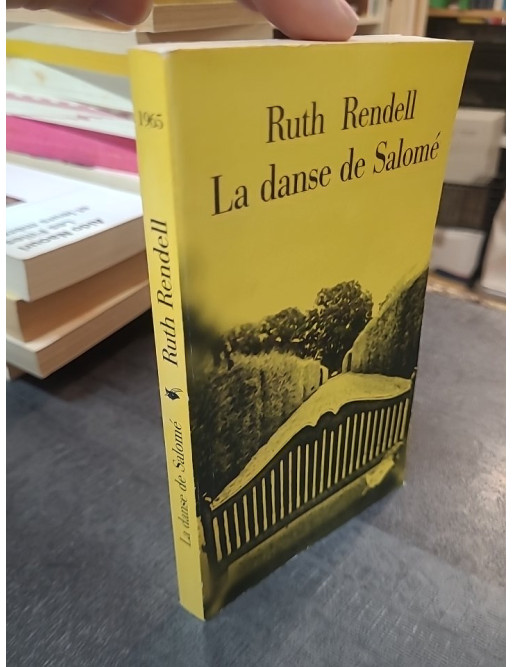 Ruth Rendell
La danse de Salomé
1965
Ruth Rendell
La danse de Salomé